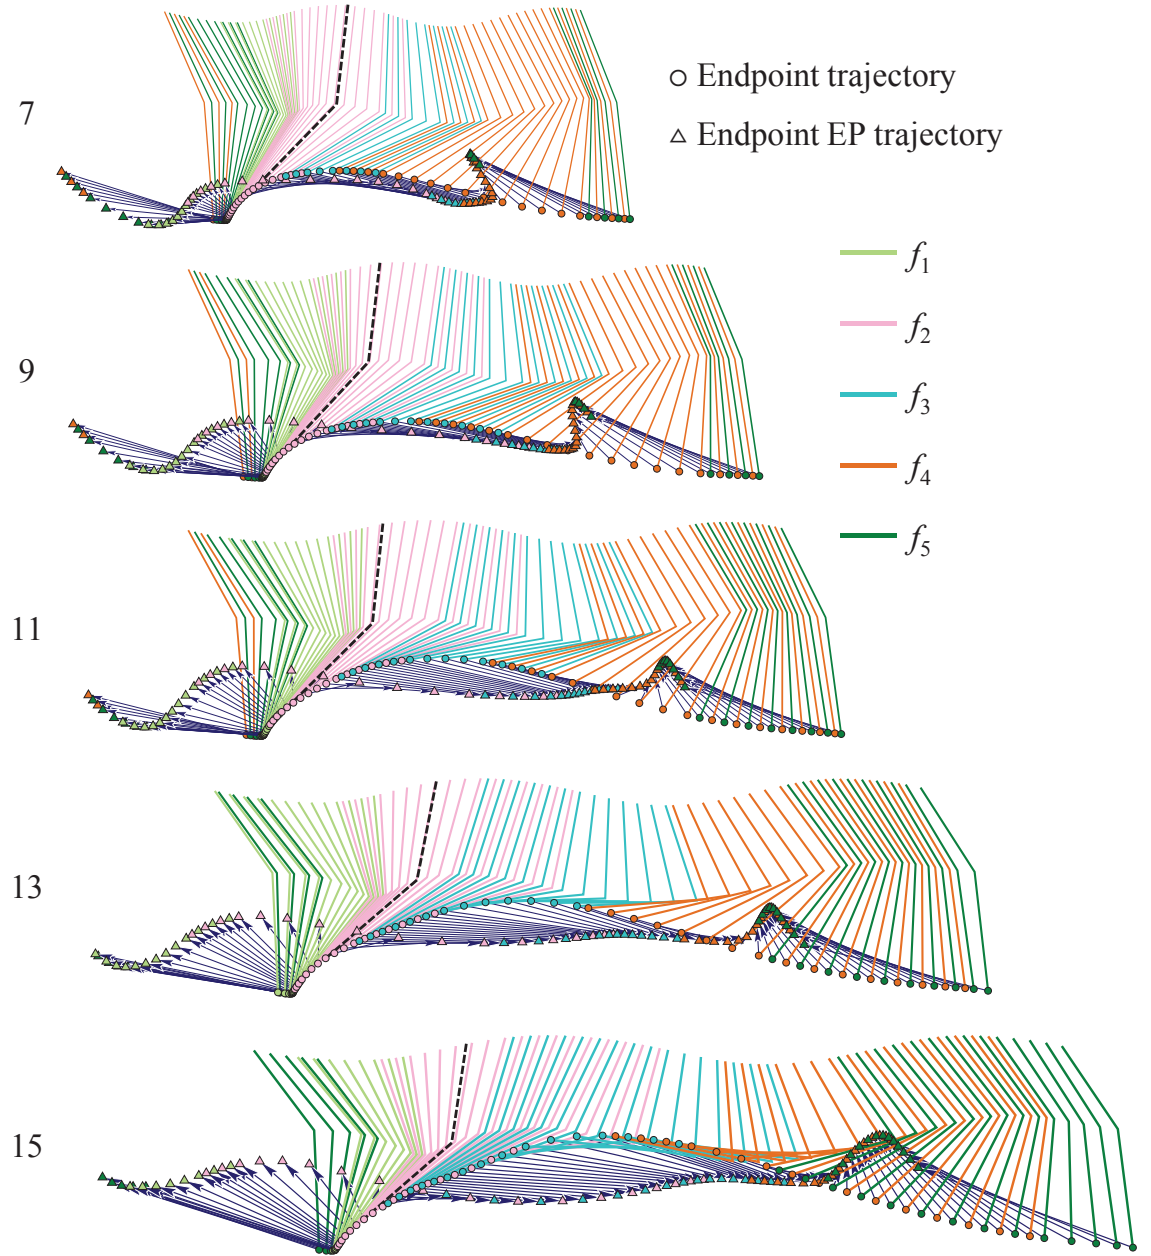 7
○ Endpoint trajectory
△ Endpoint EP trajectory
f₁
f₂
9
f₃
f₄
f₅
11
13
15